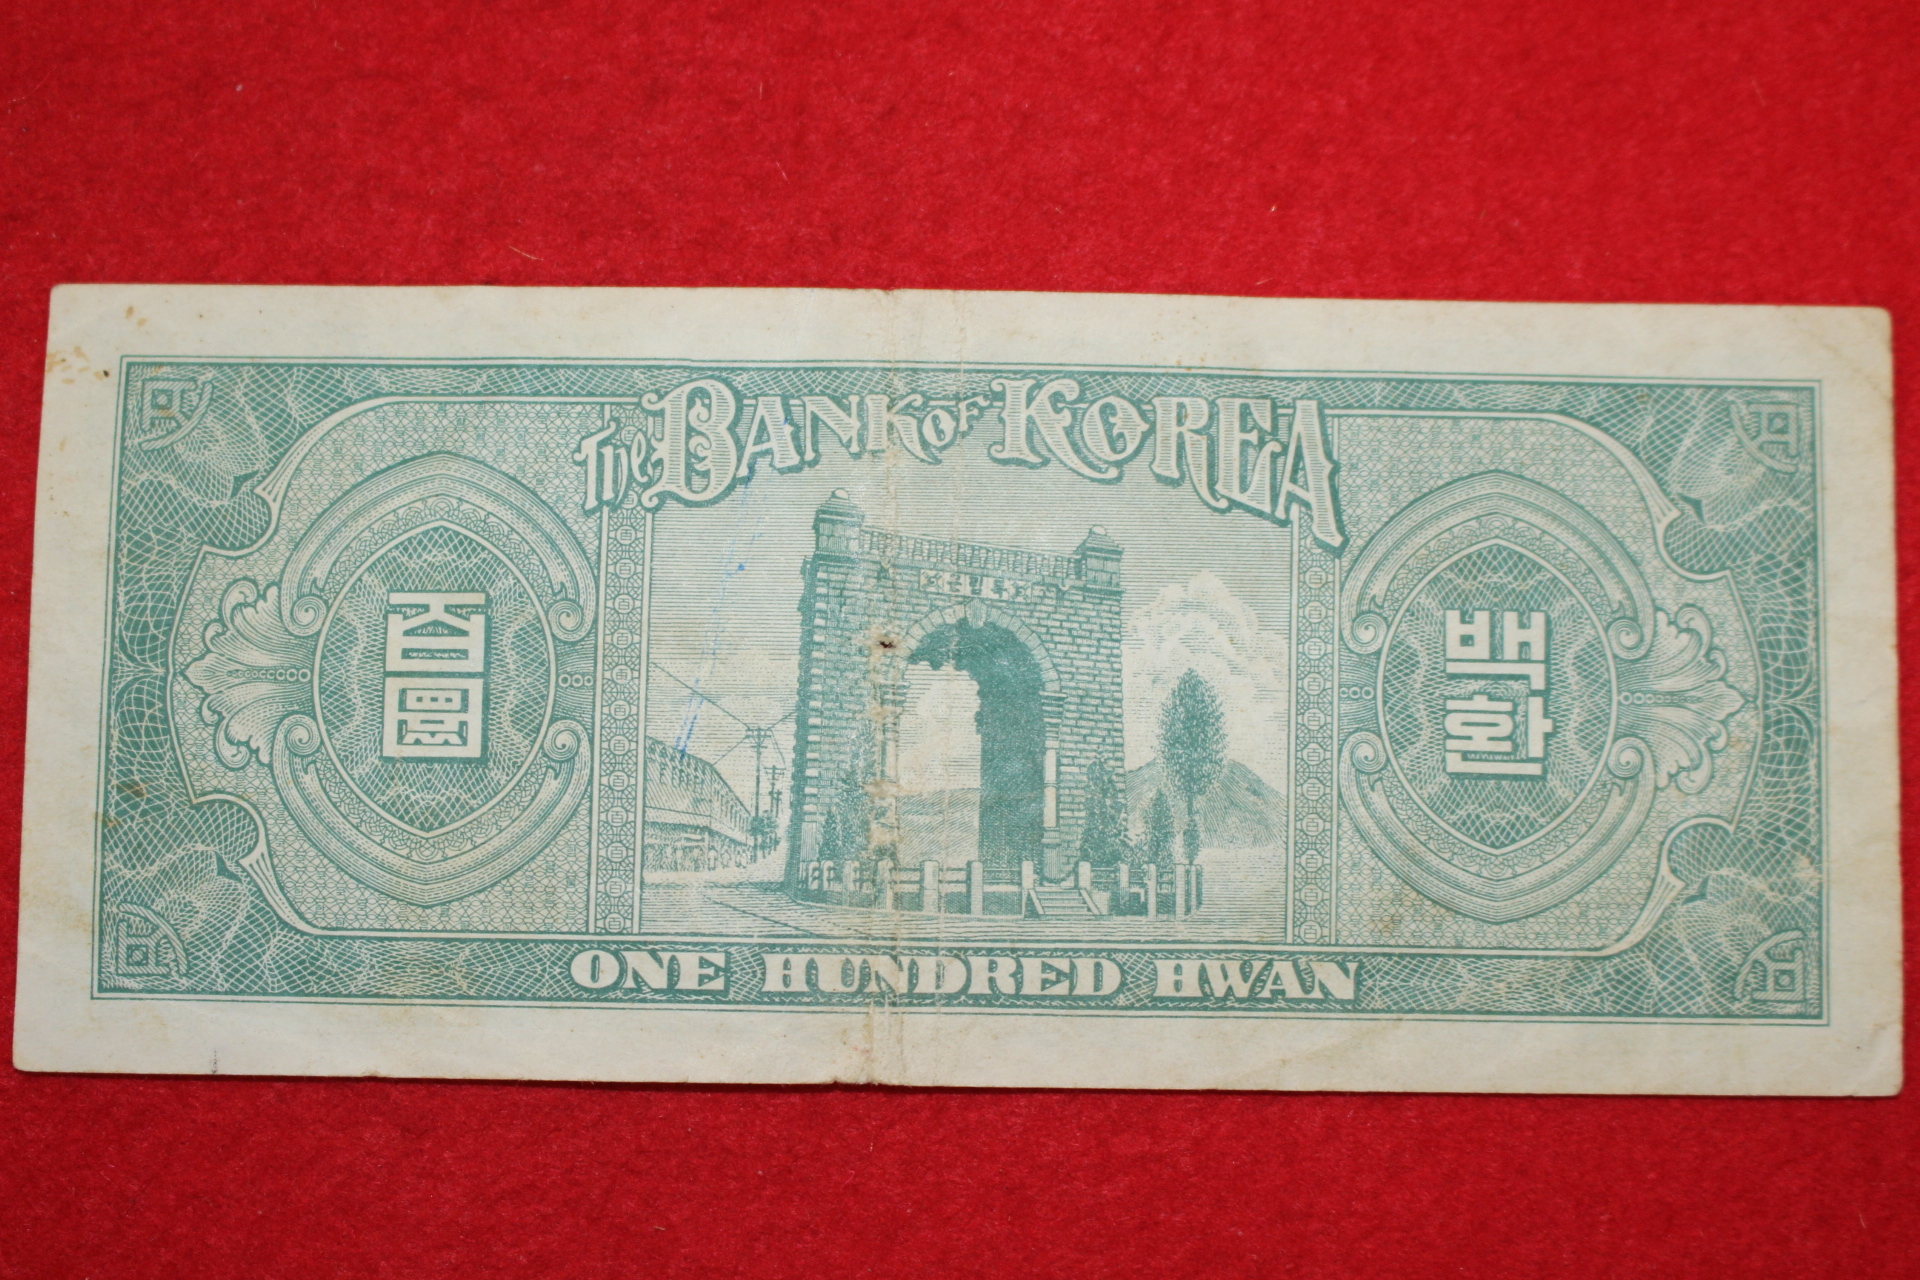 The BANK OF KOREA
百圜
백환
ONE HUNDRED HWAN